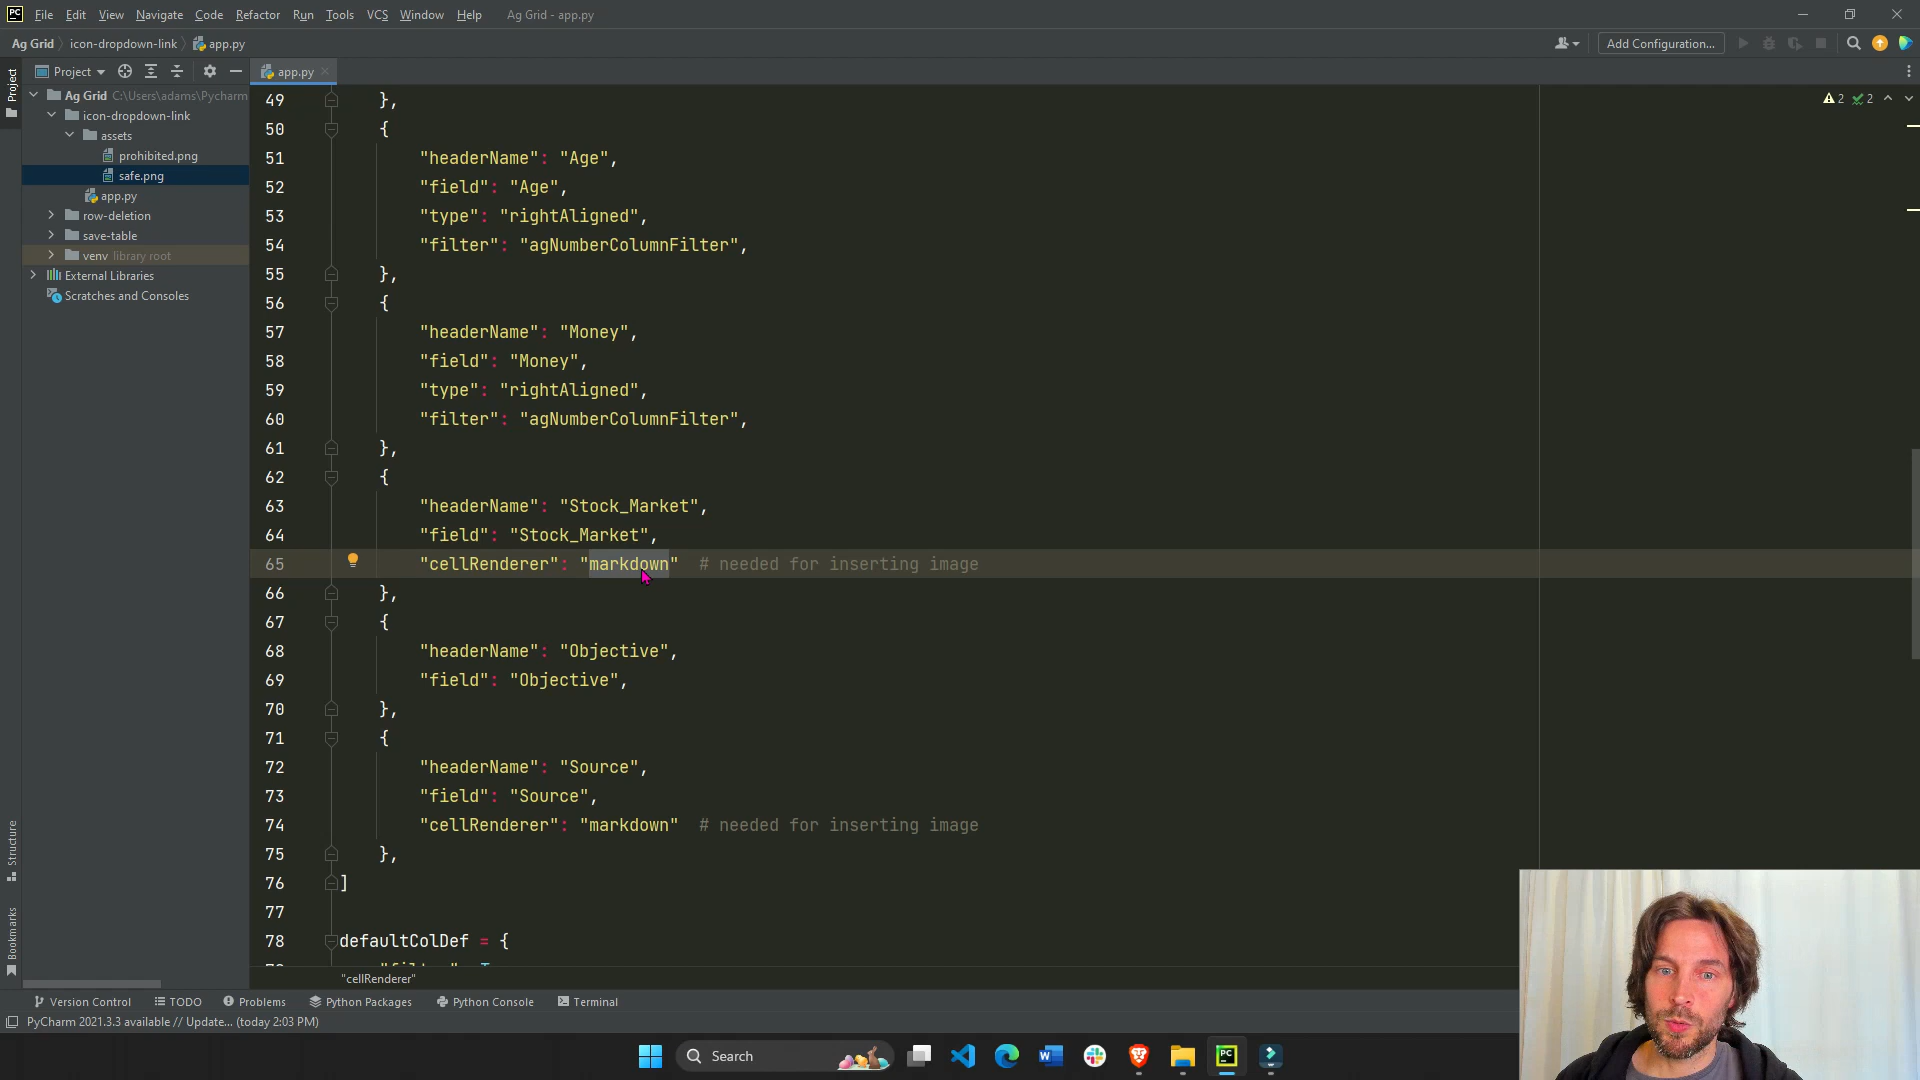 PC File Edit View Navigate Code Refactor Run Tools VCS Window Help Ag Grid - app.py
Ag Grid icon-dropdown-link app.py Add Configuration...
Project app.py
Project
Ag Grid C:\Users\adams\Pycharm
icon-dropdown-link
assets
prohibited.png
safe.png
app.py
row-deletion
save-table
venv library root
External Libraries
Scratches and Consoles
2 2
49 },
50 {
51 "headerName": "Age",
52 "field": "Age",
53 "type": "rightAligned",
54 "filter": "agNumberColumnFilter",
55 },
56 {
57 "headerName": "Money",
58 "field": "Money",
59 "type": "rightAligned",
60 "filter": "agNumberColumnFilter",
61 },
62 {
63 "headerName": "Stock_Market",
64 "field": "Stock_Market",
65 "cellRenderer": "markdown" # needed for inserting image
66 },
67 {
68 "headerName": "Objective",
69 "field": "Objective",
70 },
71 {
72 "headerName": "Source",
73 "field": "Source",
74 "cellRenderer": "markdown" # needed for inserting image
75 },
76 ]
77
78 defaultColDef = {
"cellRenderer"
Structure
Bookmarks
Version Control TODO Problems Python Packages Python Console Terminal
PyCharm 2021.3.3 available // Update... (today 2:03 PM)
Search
PC